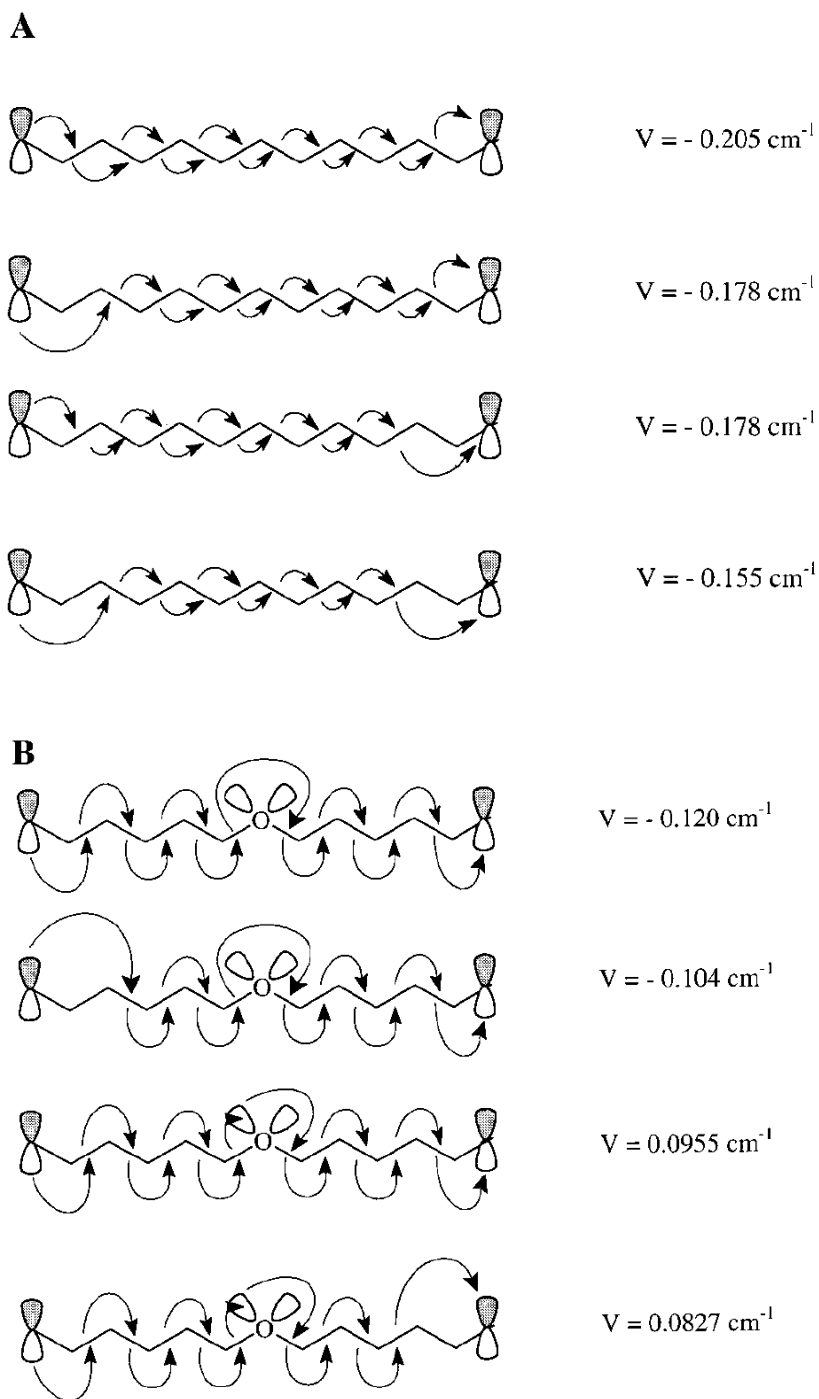 A
V = - 0.205 cm⁻¹
V = - 0.178 cm⁻¹
V = - 0.178 cm⁻¹
V = - 0.155 cm⁻¹
B
O
V = - 0.120 cm⁻¹
O
V = - 0.104 cm⁻¹
O
V = 0.0955 cm⁻¹
O
V = 0.0827 cm⁻¹